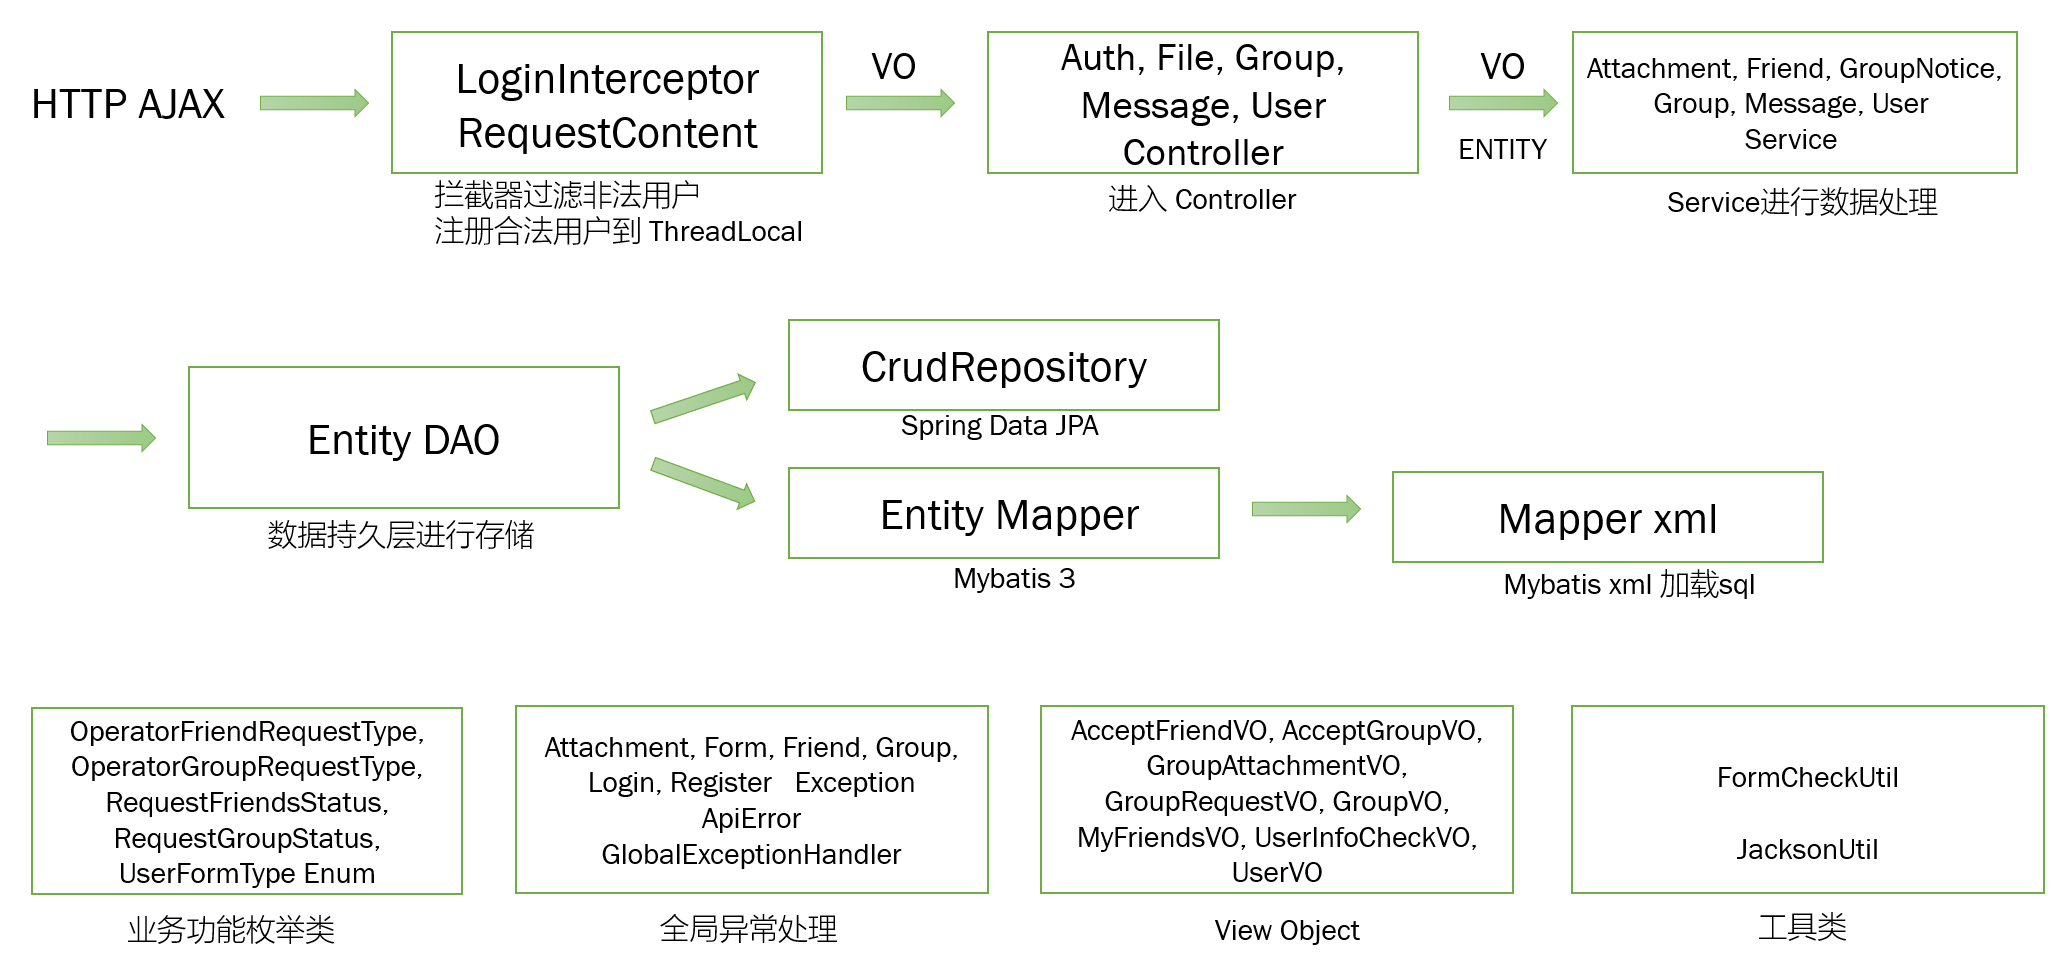 HTTP AJAX
LoginInterceptor
RequestContent
拦截器过滤非法用户
注册合法用户到 ThreadLocal
VO
Auth, File, Group,
Message, User
Controller
进入 Controller
VO
ENTITY
Attachment, Friend, GroupNotice,
Group, Message, User
Service
Service进行数据处理
Entity DAO
数据持久层进行存储
CrudRepository
Spring Data JPA
Entity Mapper
Mybatis 3
Mapper xml
Mybatis xml 加载sql
OperatorFriendRequestType,
OperatorGroupRequestType,
RequestFriendsStatus,
RequestGroupStatus,
UserFormType Enum
业务功能枚举类
Attachment, Form, Friend, Group,
Login, Register   Exception
ApiError
GlobalExceptionHandler
全局异常处理
AcceptFriendVO, AcceptGroupVO,
GroupAttachmentVO,
GroupRequestVO, GroupVO,
MyFriendsVO, UserInfoCheckVO,
UserVO
View Object
FormCheckUtil
JacksonUtil
工具类